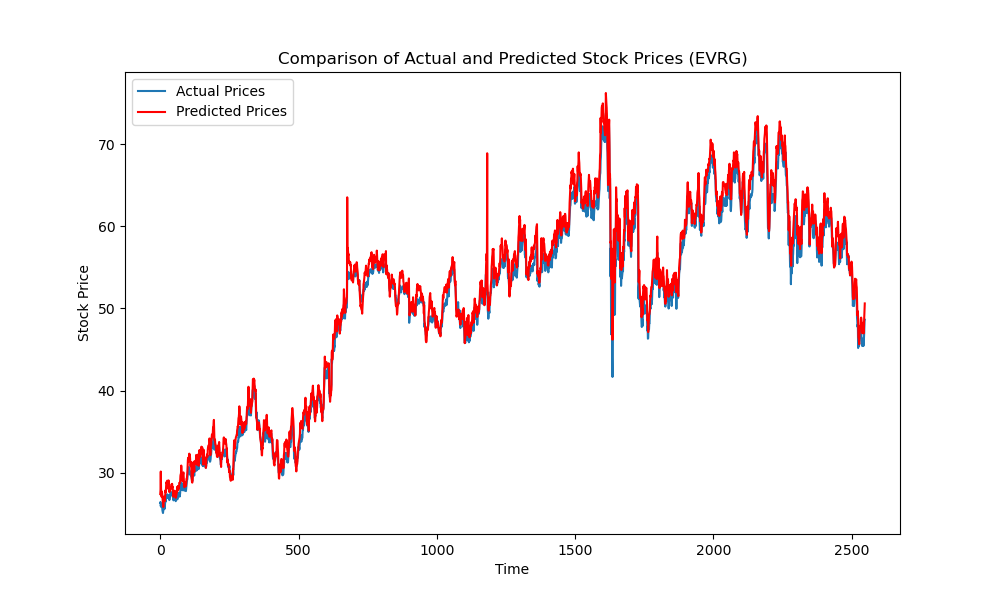 Comparison of Actual and Predicted Stock Prices (EVRG)
Actual Prices
Predicted Prices
70
60
50
40
30
Stock Price
0 500 1000 1500 2000 2500
Time